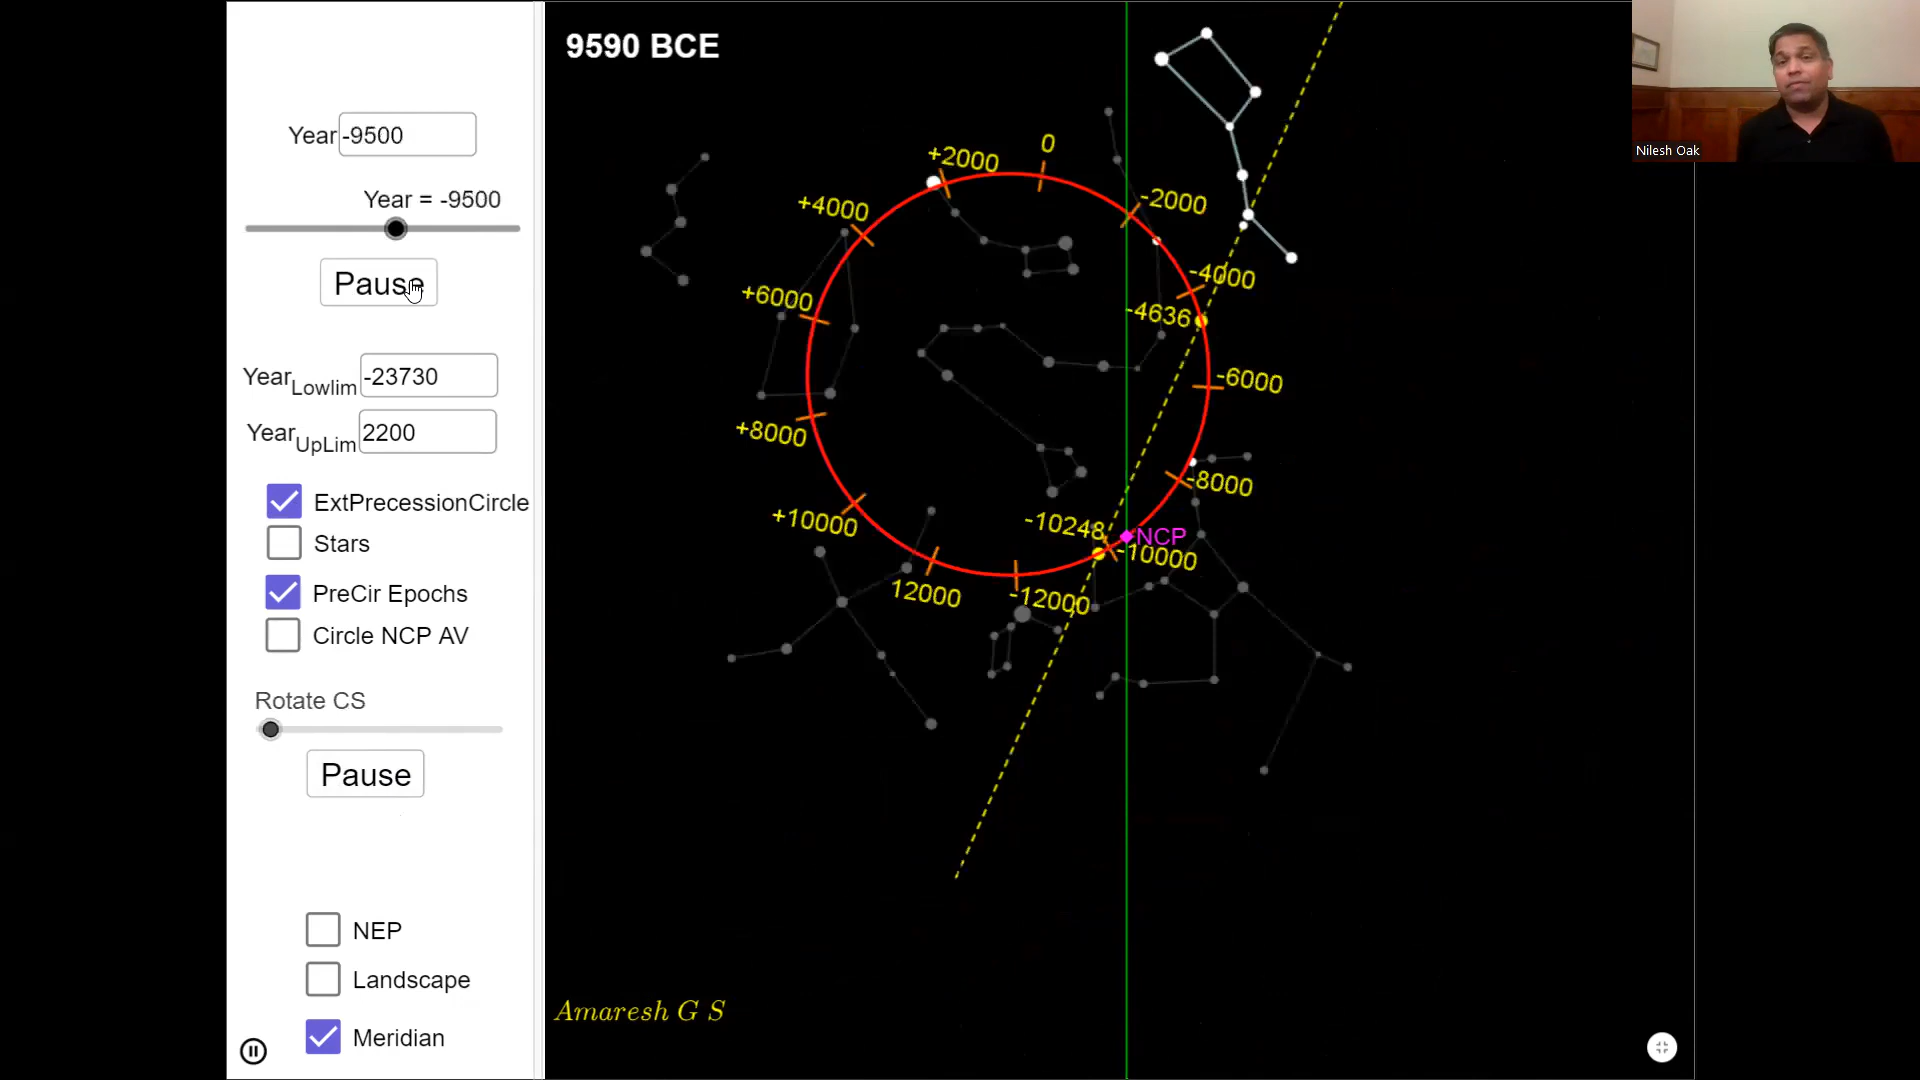 9590 BCE
Year -9500
Year = -9500
Pause
Year Lowlim -23730
Year UpLim 2200
ExtPrecessionCircle
Stars
PreCir Epochs
Circle NCP AV
Rotate CS
Pause
NEP
Landscape
Meridian
0
+2000
-2000
+4000
-4000
-4636
+6000
-6000
+8000
-8000
+10000
-10248
NCP
-10000
12000
-12000
Amaresh G S
Nilesh Oak